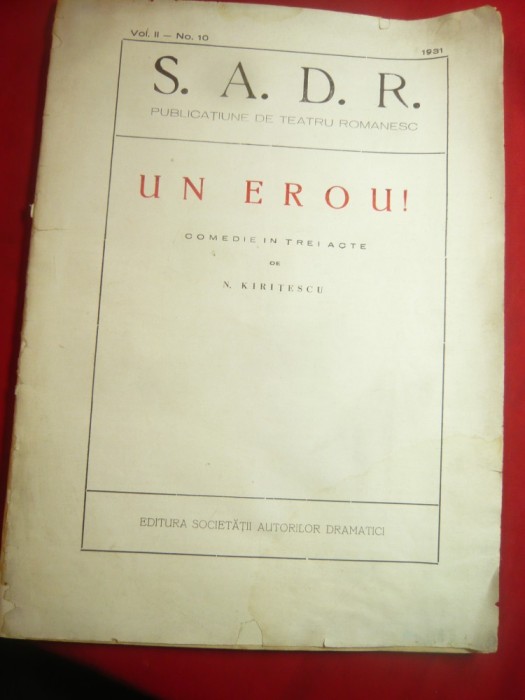 Vol. II — No. 10 1931
S. A. D. R.
PUBLICAȚIUNE DE TEATRU ROMANESC
UN EROU!
COMEDIE IN TREI ACTE
DE
N. KIRIȚESCU
EDITURA SOCIETĂȚII AUTORILOR DRAMATICI